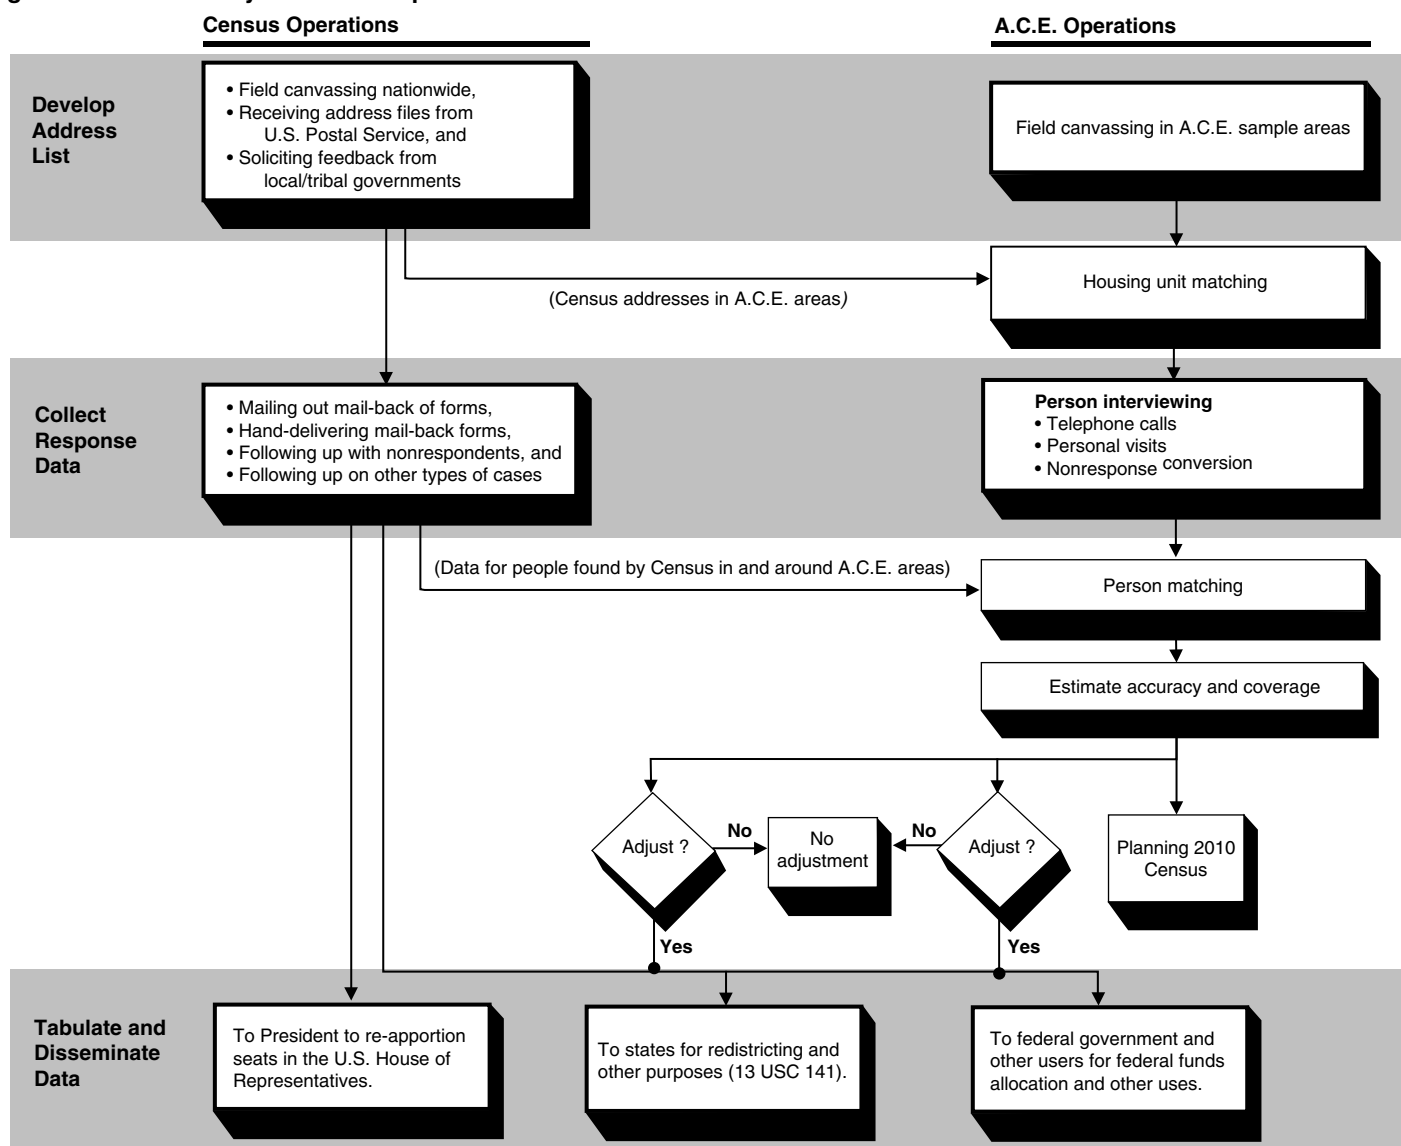 Census Operations
A.C.E. Operations
Develop
Address
List
• Field canvassing nationwide,
• Receiving address files from
U.S. Postal Service, and
• Soliciting feedback from
local/tribal governments
Field canvassing in A.C.E. sample areas
(Census addresses in A.C.E. areas)
Housing unit matching
Collect
Response
Data
• Mailing out mail-back of forms,
• Hand-delivering mail-back forms,
• Following up with nonrespondents, and
• Following up on other types of cases
Person interviewing
• Telephone calls
• Personal visits
• Nonresponse conversion
(Data for people found by Census in and around A.C.E. areas)
Person matching
Estimate accuracy and coverage
Adjust ?
No
No
adjustment
No
Adjust ?
Planning 2010
Census
Yes
Yes
Tabulate and
Disseminate
Data
To President to re-apportion
seats in the U.S. House of
Representatives.
To states for redistricting and
other purposes (13 USC 141).
To federal government and
other users for federal funds
allocation and other uses.